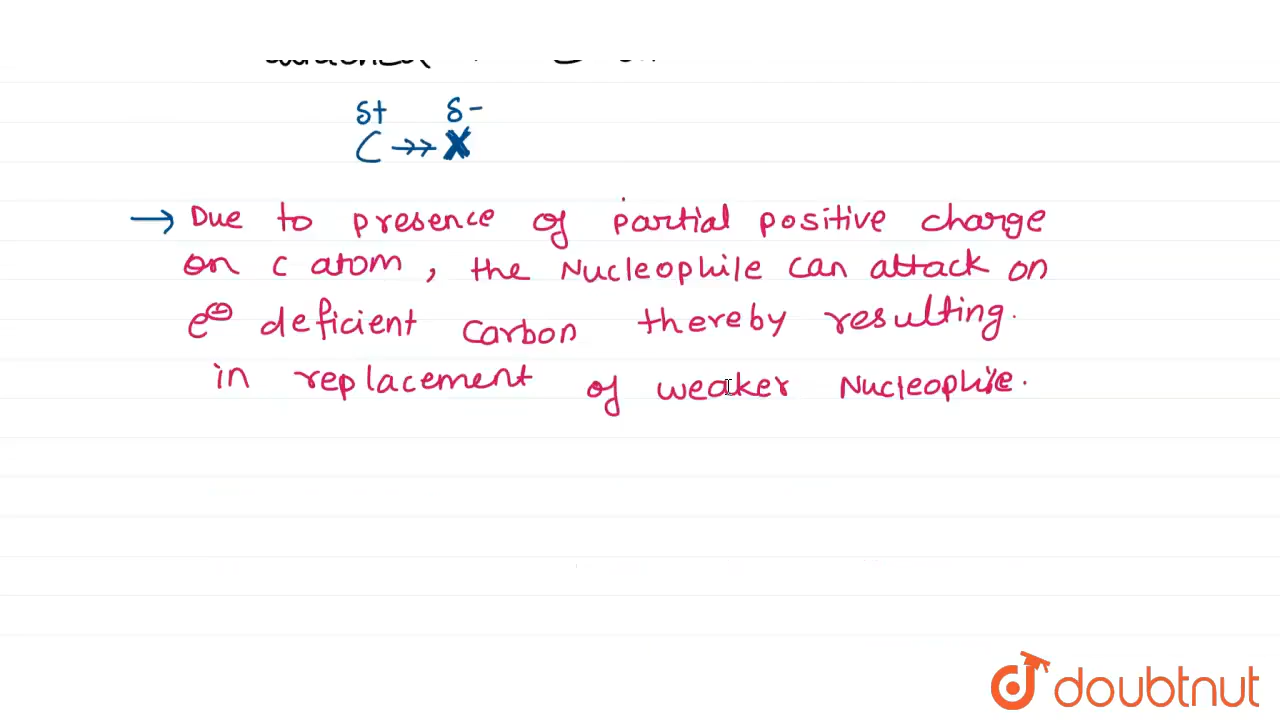 δ+ δ-
C →→ X
→ Due to presence of partial positive charge
on C atom, the Nucleophile can attack on
e⊖ deficient carbon thereby resulting.
in replacement of weaker Nucleophile.
doubtnut